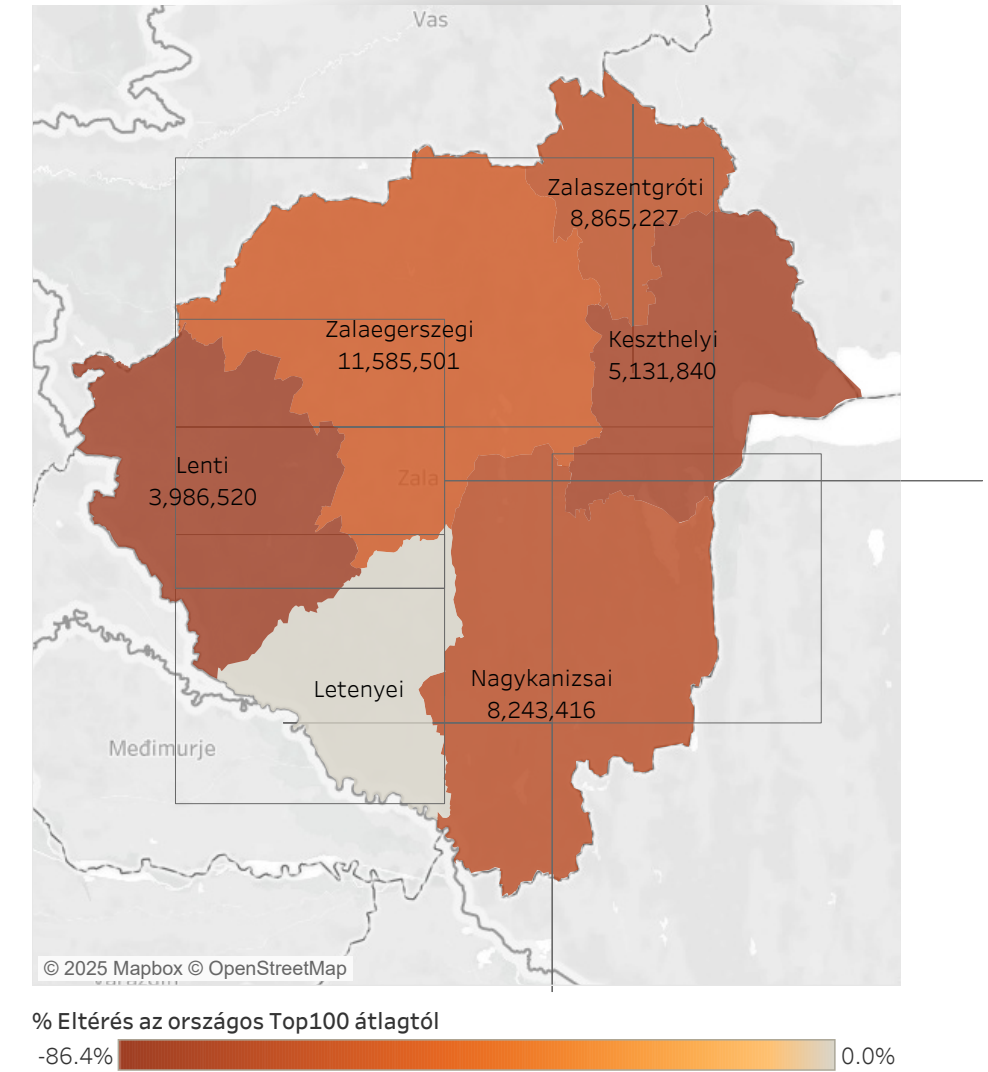 Vas
Zalaszentgróti
8,865,227
Zalaegerszegi
11,585,501
Keszthelyi
5,131,840
Lenti
3,986,520
Zala
Nagykanizsai
8,243,416
Letenyei
Međimurje
© 2025 Mapbox © OpenStreetMap
% Eltérés az országos Top100 átlagtól
-86.4%
0.0%